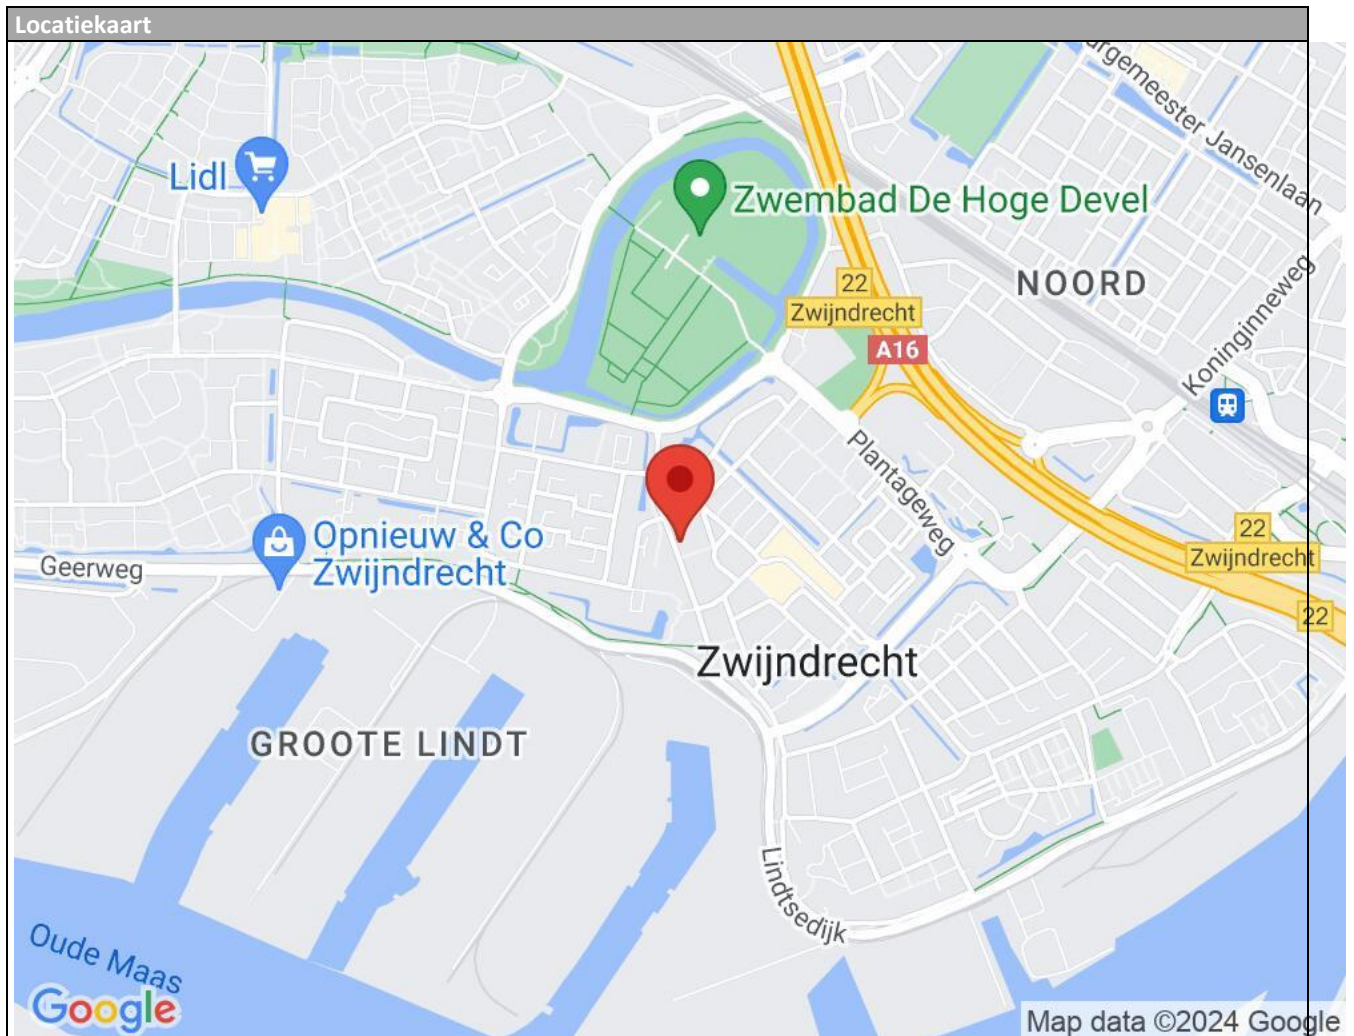 Locatiekaart
Jansenlaan
Lidl
Zwembad De Hoge Devel
NOORD
22
Zwijndrecht
A16
Koninginneweg
Plantageweg
Opnieuw & Co
Zwijndrecht
Geerweg
22
Zwijndrecht
22
Zwijndrecht
GROOTE LINDT
Lindtsedijk
Oude Maas
Google
Map data ©2024 Google